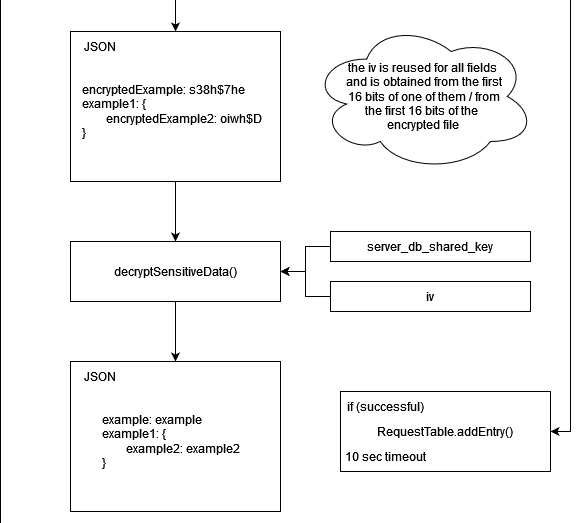 JSON
encryptedExample: s38h$7he
example1: {
encryptedExample2: oiwh$D
}
the iv is reused for all fields
and is obtained from the first
16 bits of one of them / from
the first 16 bits of the
encrypted file
decryptSensitiveData()
server_db_shared_key
iv
JSON
example: example
example1: {
example2: example2
}
if (successful)
RequestTable.addEntry()
10 sec timeout